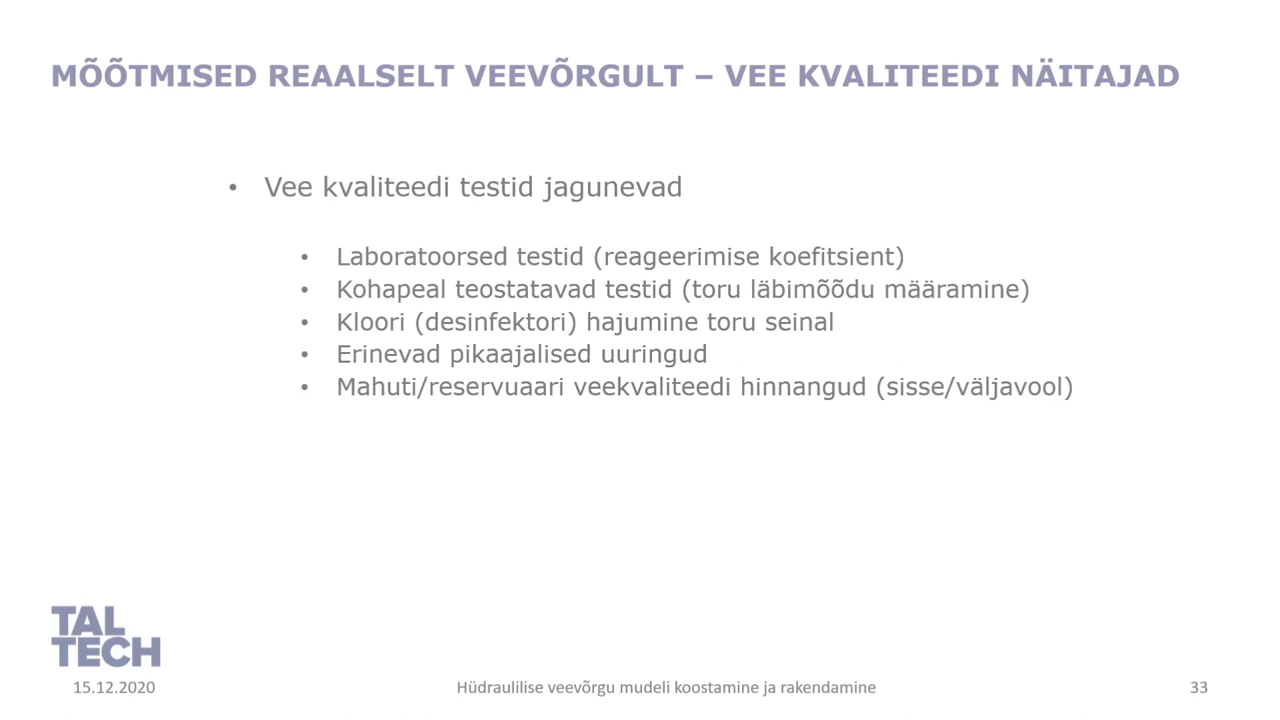 MÕÕTMISED REAALSELT VEEVÕRGULT – VEE KVALITEEDI NÄITAJAD
• Vee kvaliteedi testid jagunevad
• Laboratoorsed testid (reageerimise koefitsient)
• Kohapeal teostatavad testid (toru läbimõõdu määramine)
• Kloori (desinfektori) hajumine toru seinal
• Erinevad pikaajalised uuringud
• Mahuti/reservuaari veekvaliteedi hinnangud (sisse/väljavool)
TAL
TECH
15.12.2020
Hüdraulilise veevõrgu mudeli koostamine ja rakendamine
33